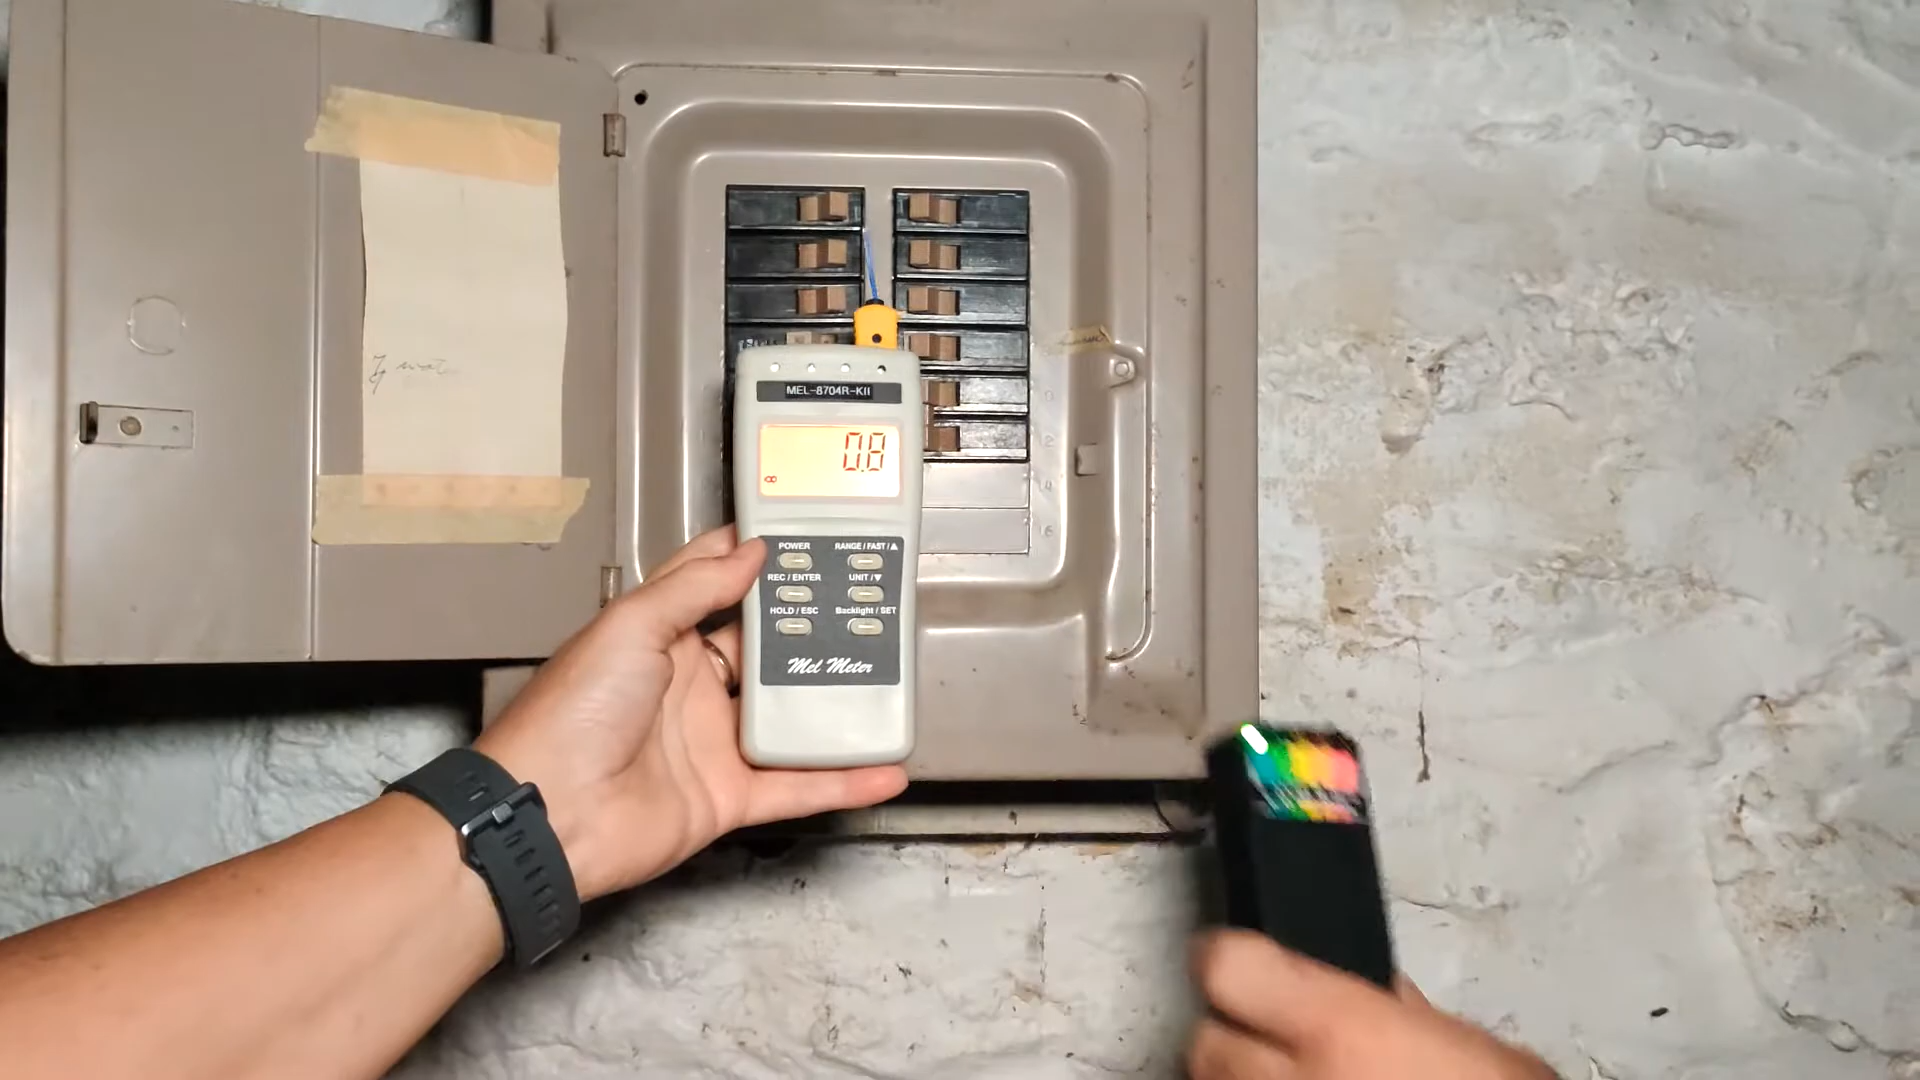 MEL-8704R-KII
0.8
POWER RANGE / FAST / ▲
REC / ENTER UNIT / ▼
HOLD / ESC Backlight / SET
Mel Meter